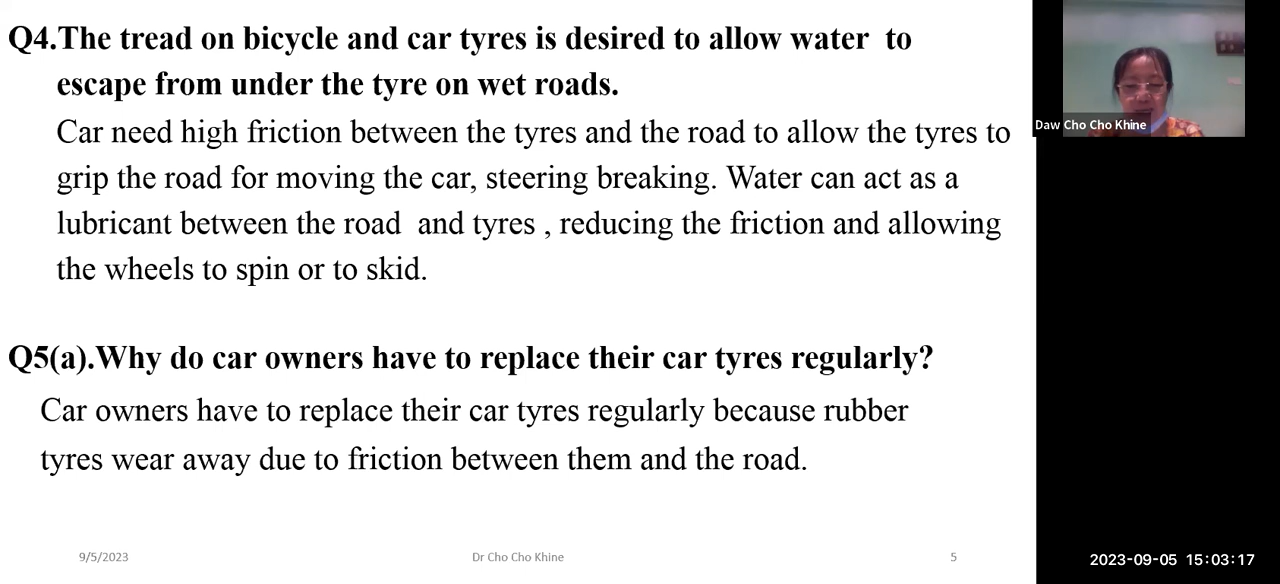 Q4.The tread on bicycle and car tyres is desired to allow water to
escape from under the tyre on wet roads.
Car need high friction between the tyres and the road to allow the tyres to
grip the road for moving the car, steering breaking. Water can act as a
lubricant between the road and tyres , reducing the friction and allowing
the wheels to spin or to skid.
Q5(a).Why do car owners have to replace their car tyres regularly?
Car owners have to replace their car tyres regularly because rubber
tyres wear away due to friction between them and the road.
9/5/2023
Dr Cho Cho Khine
5
Daw Cho Cho Khine
2023-09-05 15:03:17